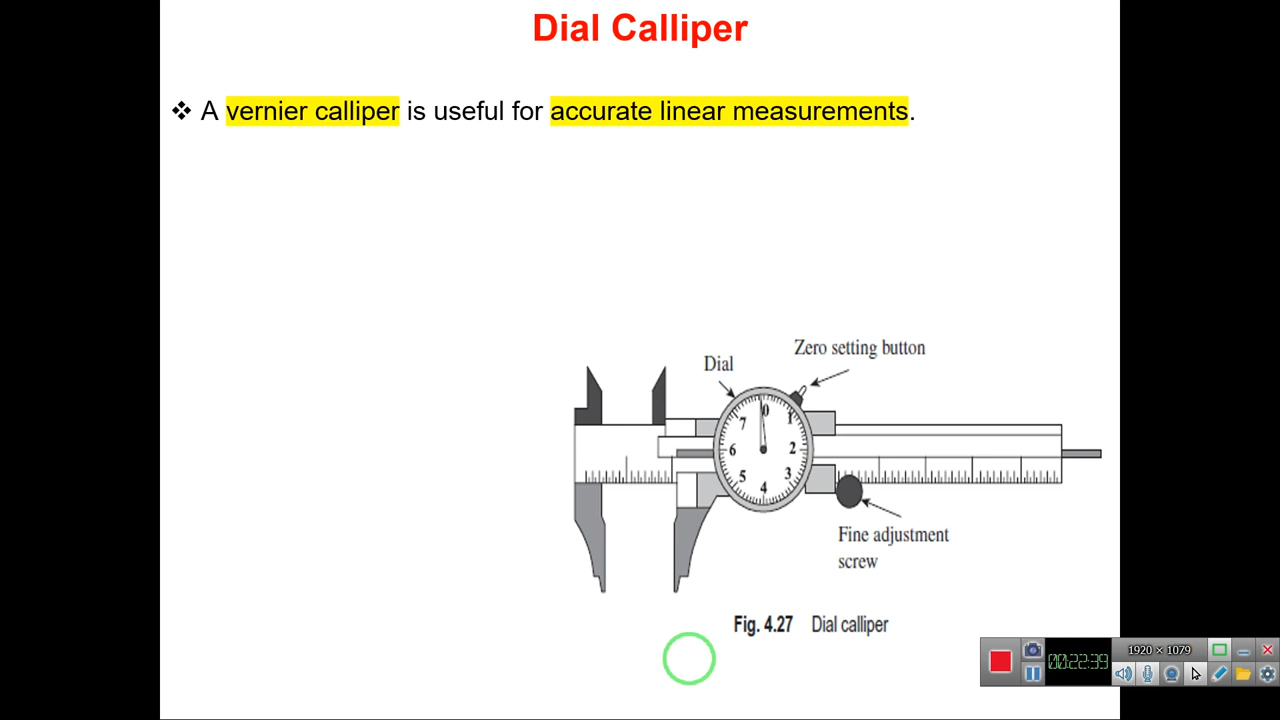 Dial Calliper
❖ A vernier calliper is useful for accurate linear measurements.
Zero setting button
Dial
0
1
2
3
4
5
6
7
Fine adjustment
screw
Fig. 4.27 Dial calliper
1920 × 1079
00:22:39